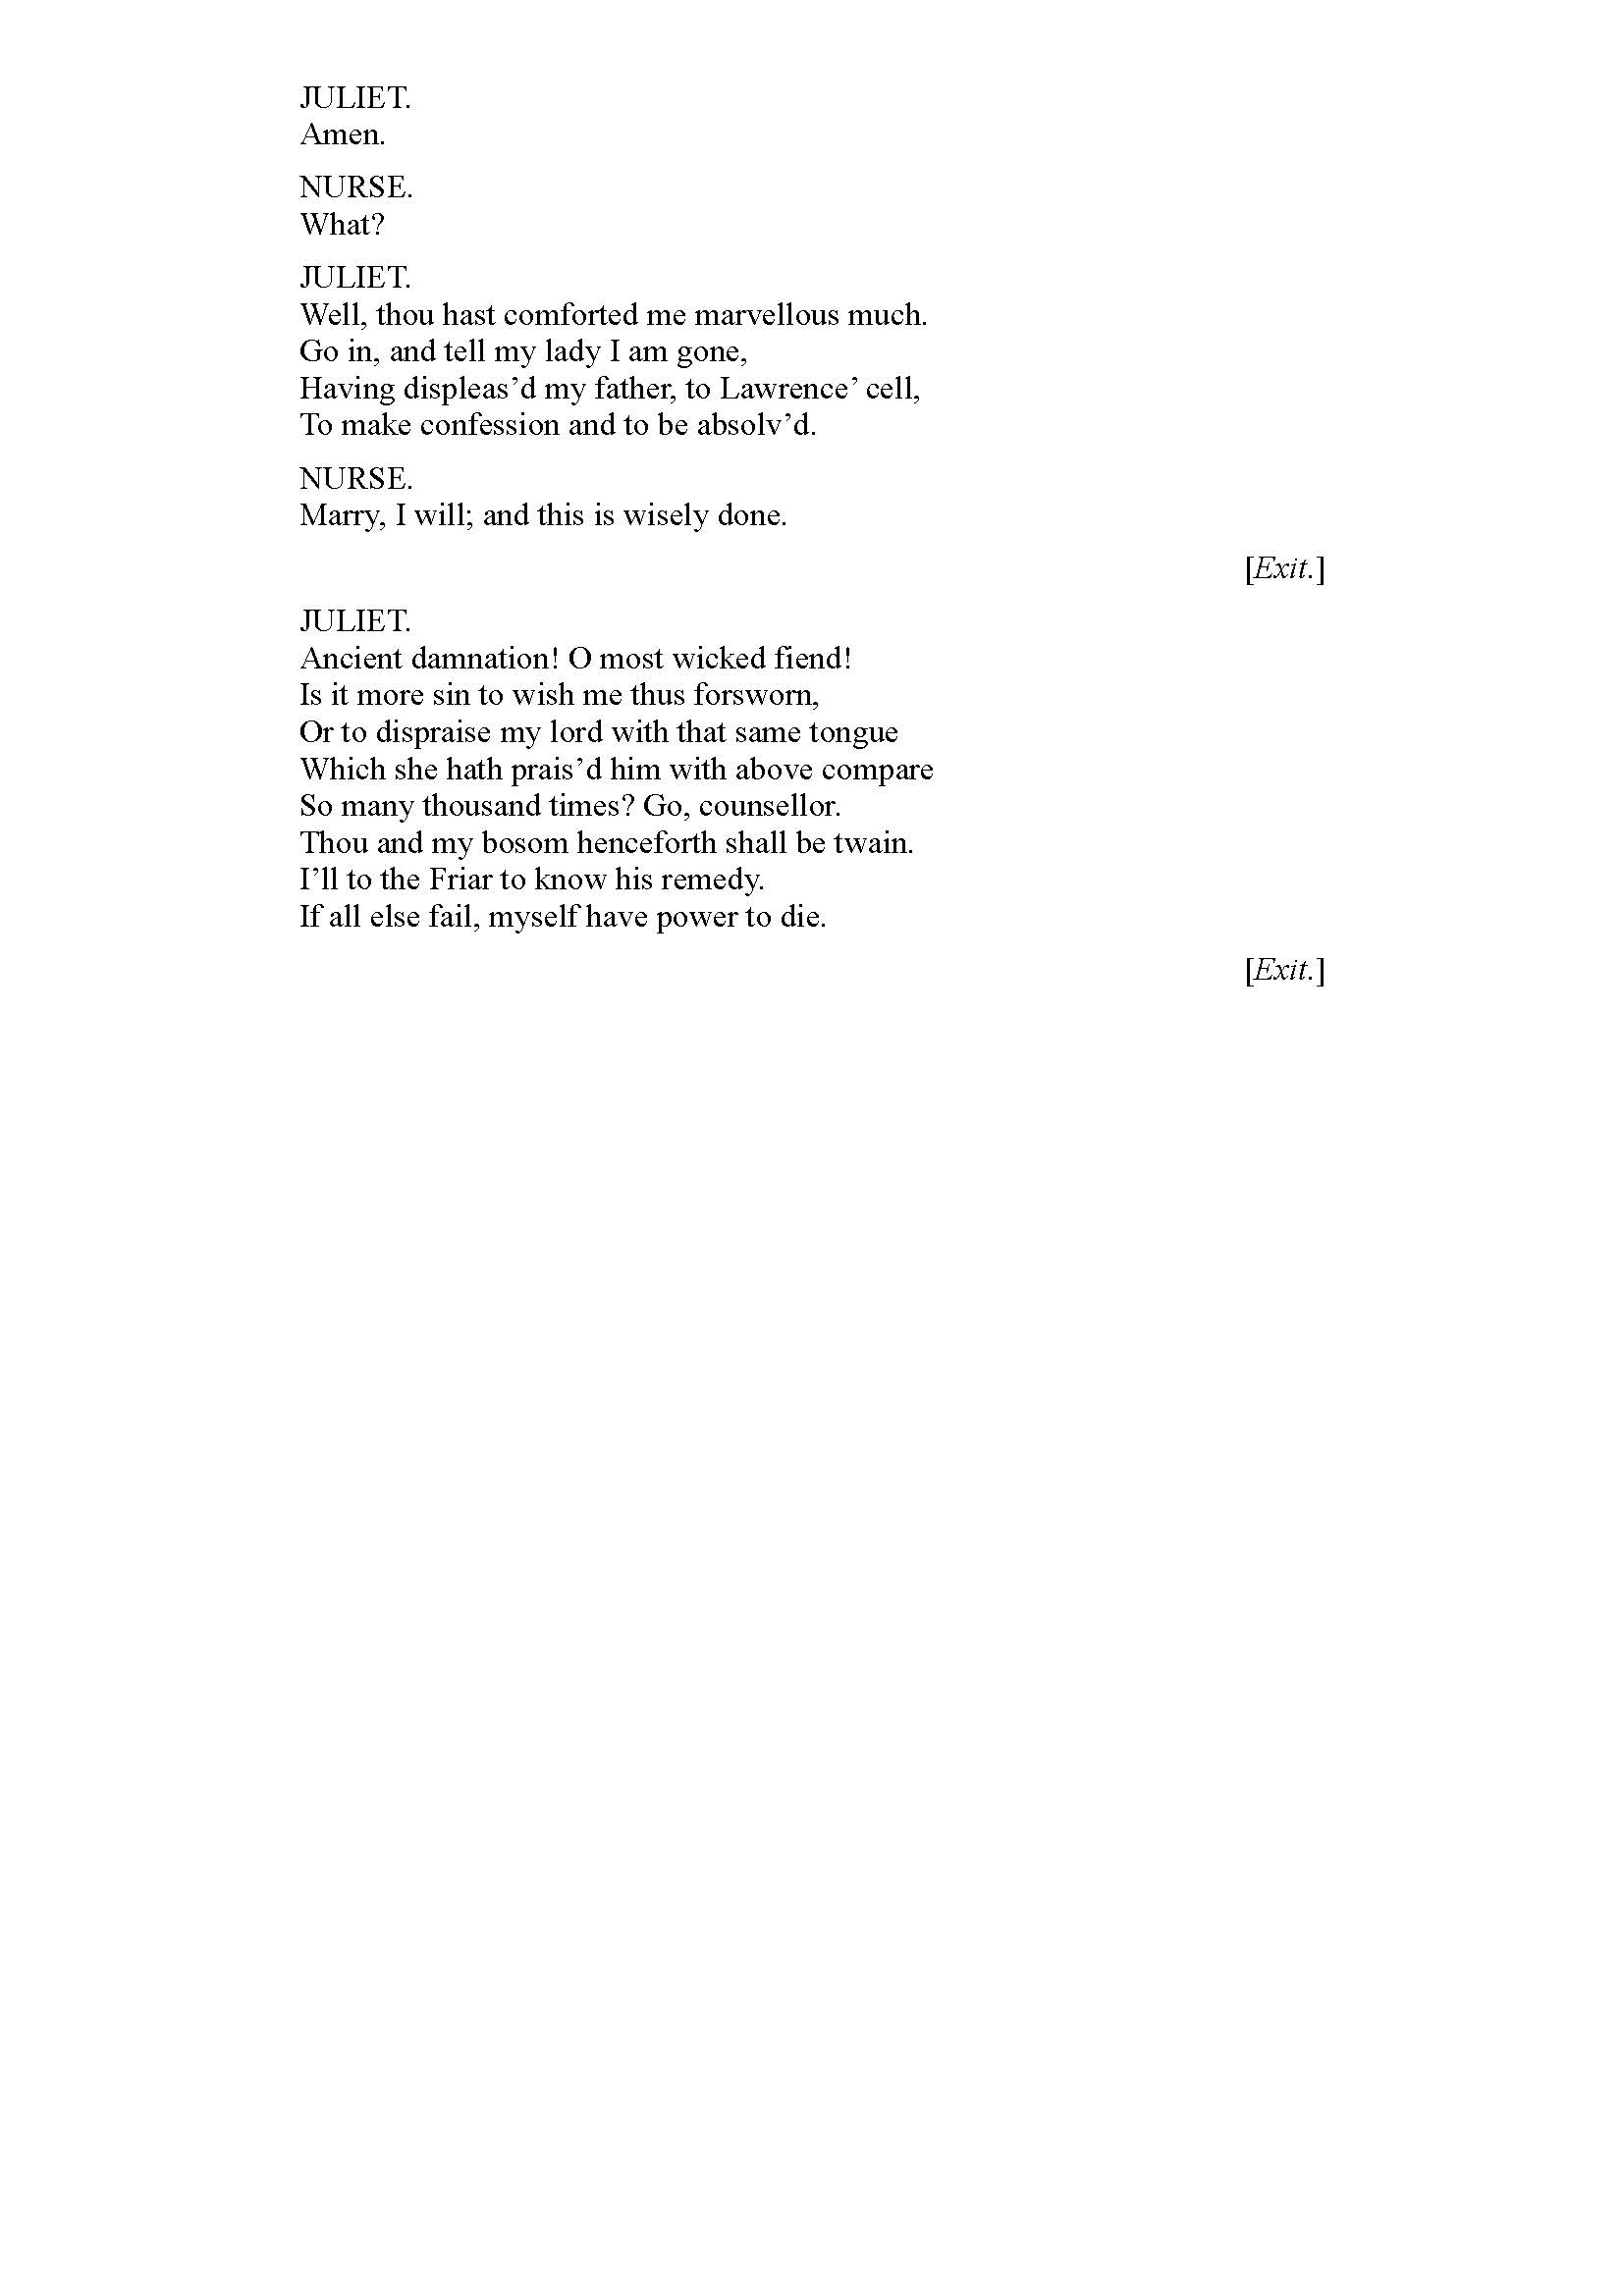 JULIET.
Amen.
NURSE.
What?
JULIET.
Well, thou hast comforted me marvellous much.
Go in, and tell my lady I am gone,
Having displeas’d my father, to Lawrence’ cell,
To make confession and to be absolv’d.
NURSE.
Marry, I will; and this is wisely done.
[Exit.]
JULIET.
Ancient damnation! O most wicked fiend!
Is it more sin to wish me thus forsworn,
Or to dispraise my lord with that same tongue
Which she hath prais’d him with above compare
So many thousand times? Go, counsellor.
Thou and my bosom henceforth shall be twain.
I’ll to the Friar to know his remedy.
If all else fail, myself have power to die.
[Exit.]